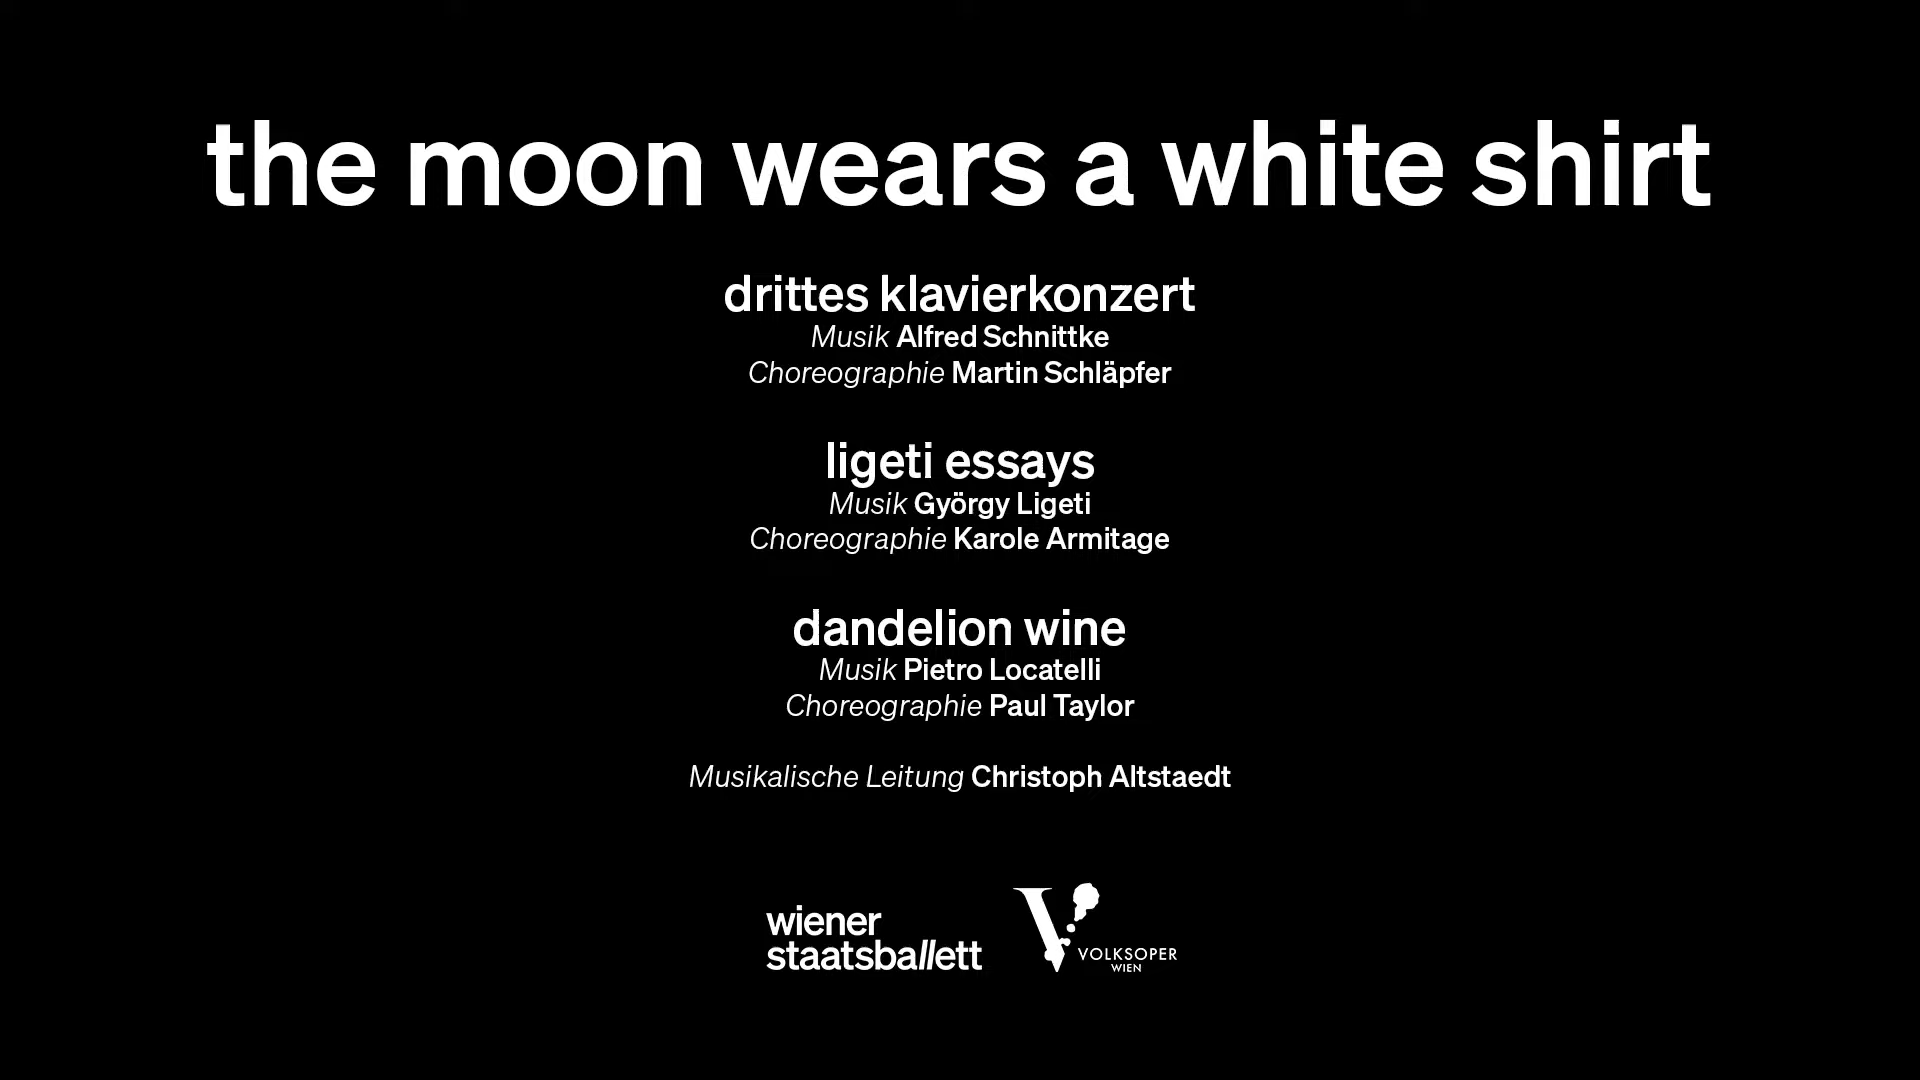 the moon wears a white shirt
drittes klavierkonzert
Musik Alfred Schnittke
Choreographie Martin Schläpfer
ligeti essays
Musik György Ligeti
Choreographie Karole Armitage
dandelion wine
Musik Pietro Locatelli
Choreographie Paul Taylor
Musikalische Leitung Christoph Altstaedt
wiener
staatsballett
V
VOLKSOPER
WIEN